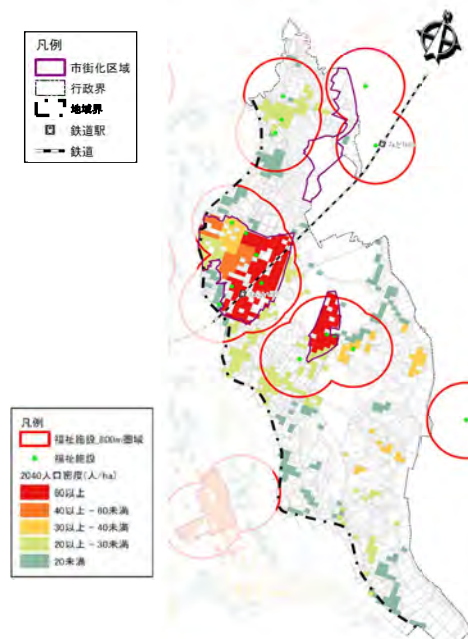 凡例
市街化区域
行政界
地域界
鉄道駅
鉄道
凡例
福祉施設_800m圏域
福祉施設
2040人口密度(人/ha)
60以上
40以上-60未満
30以上-40未満
20以上-30未満
20未満